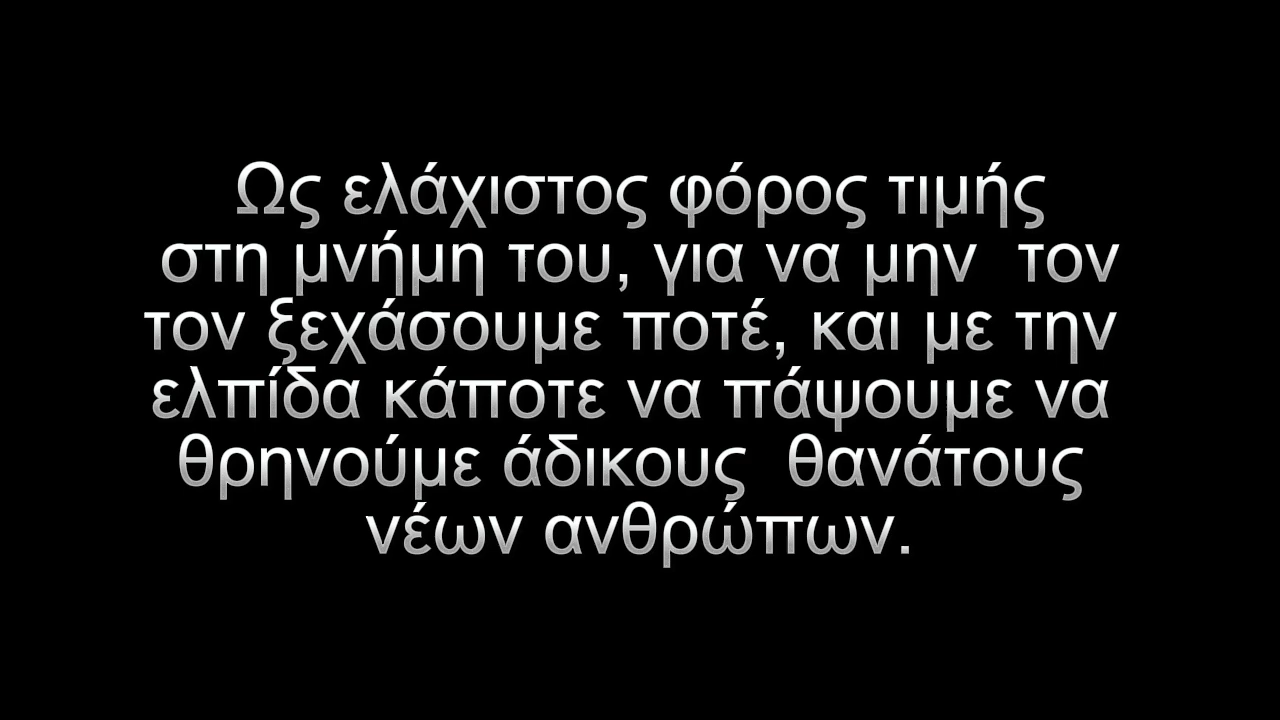 Ως ελάχιστος φόρος τιμής
στη μνήμη του, για να μην  τον
τον ξεχάσουμε ποτέ, και με την
ελπίδα κάποτε να πάψουμε να
θρηνούμε άδικους  θανάτους
νέων ανθρώπων.